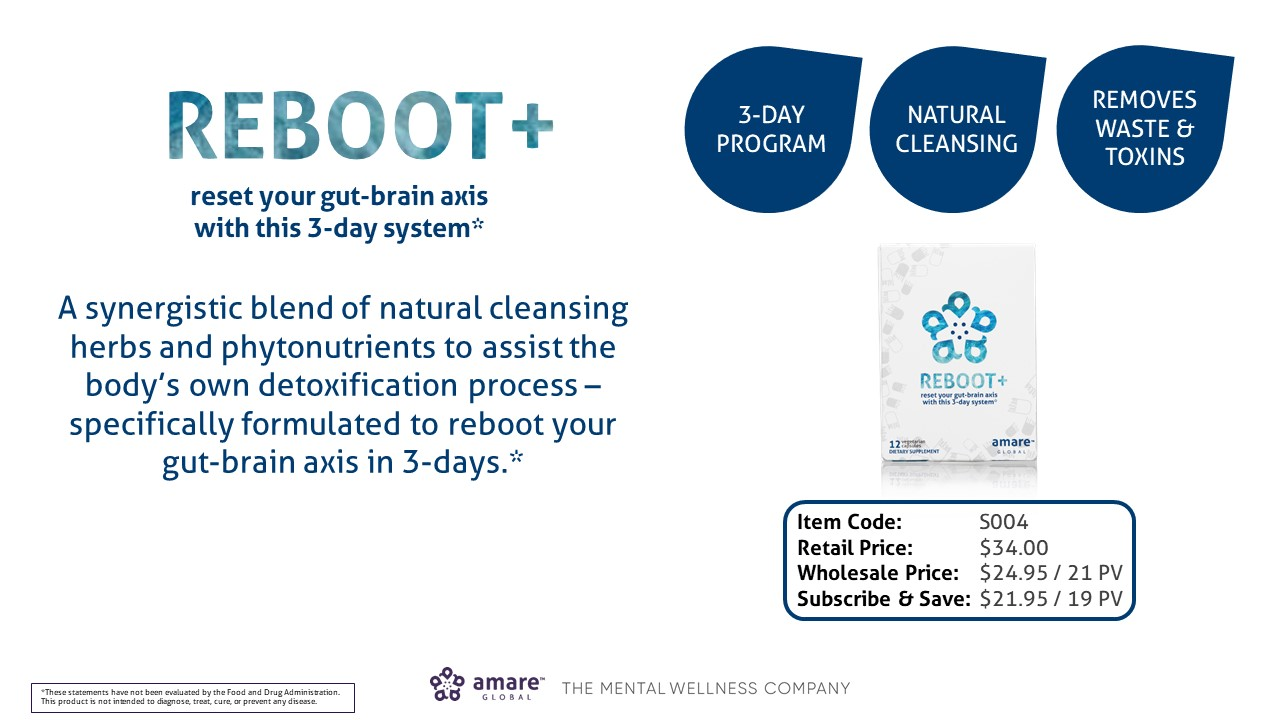 REBOOT+
reset your gut-brain axis
with this 3-day system*
A synergistic blend of natural cleansing
herbs and phytonutrients to assist the
body's own detoxification process –
specifically formulated to reboot your
gut-brain axis in 3-days.*
3-DAY
PROGRAM
NATURAL
CLEANSING
REMOVES
WASTE &
TOXINS
REBOOT+
reset your gut-brain axis
with this 3-day system*
12 vegetarian
capsules
DIETARY SUPPLEMENT
amare™
GLOBAL
Item Code: S004
Retail Price: $34.00
Wholesale Price: $24.95 / 21 PV
Subscribe & Save: $21.95 / 19 PV
*These statements have not been evaluated by the Food and Drug Administration.
This product is not intended to diagnose, treat, cure, or prevent any disease.
amare™
GLOBAL
THE MENTAL WELLNESS COMPANY